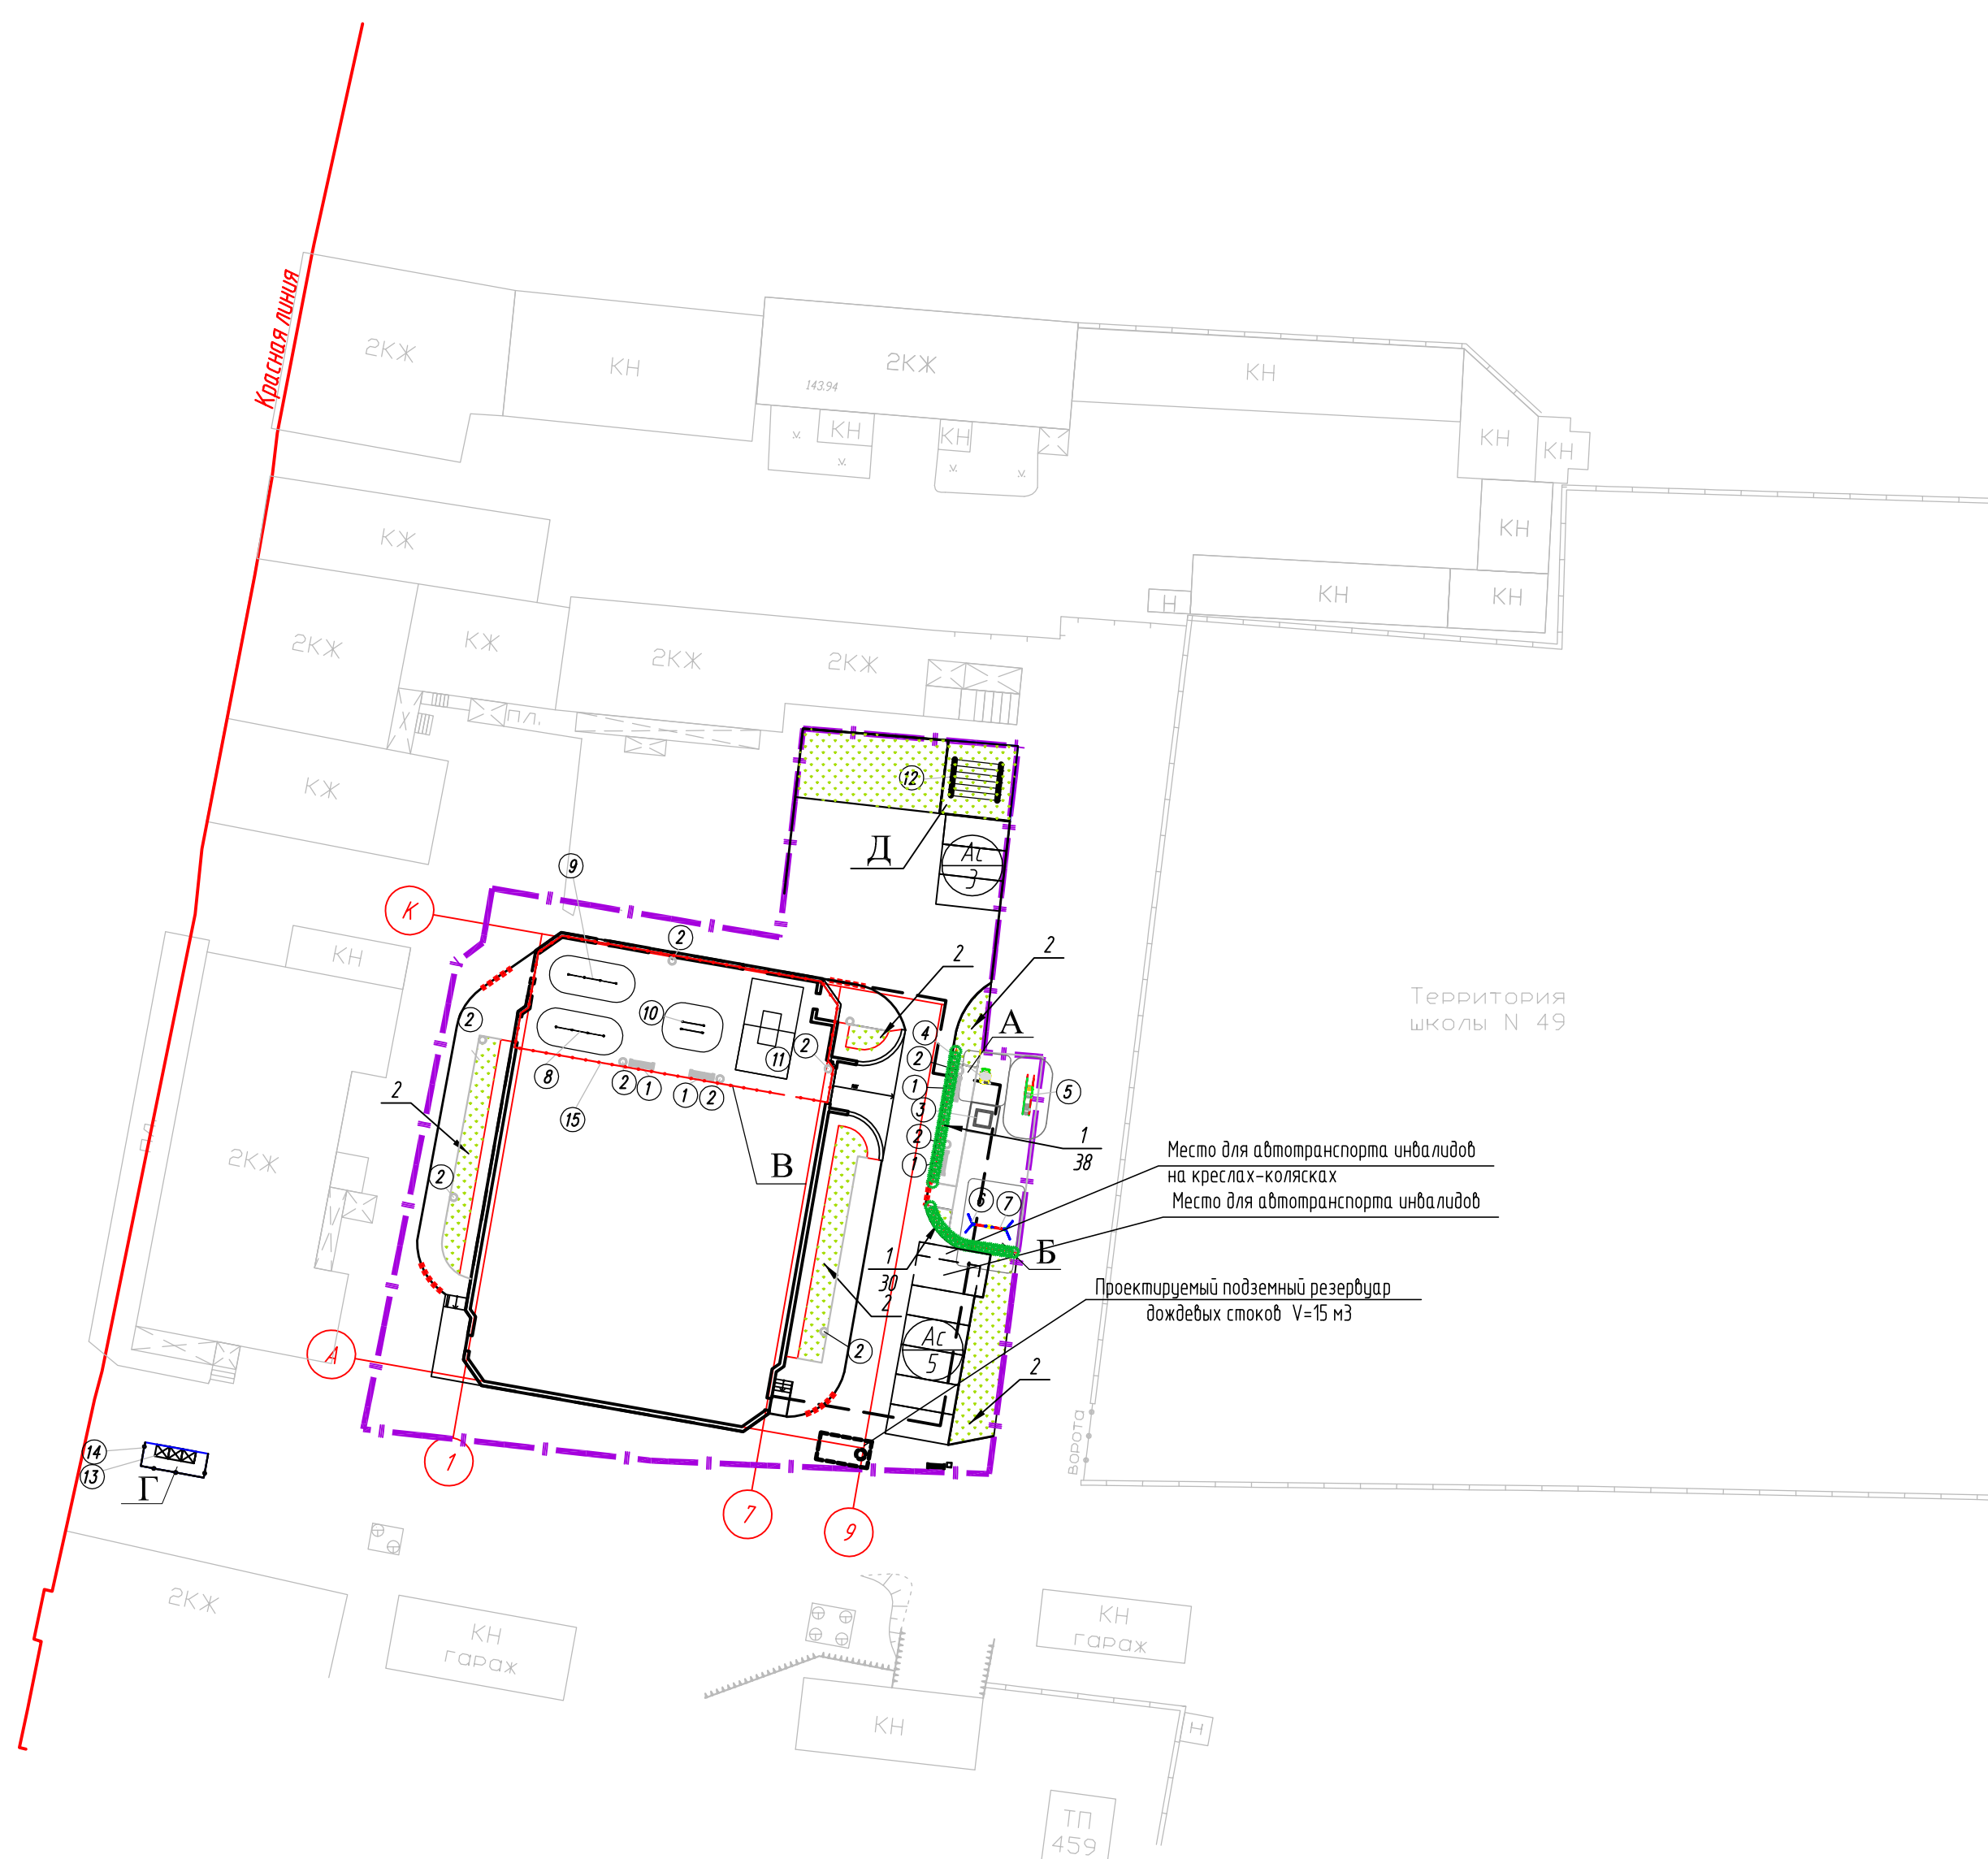 Красная линия
2КЖ
КН
2КЖ
143.94
КН
КН
КН
КН
КН
КН
КЖ
КН
КН
КН
Н
2КЖ
КЖ
2КЖ
2КЖ
пл.
КЖ
12
Д
Ас
3
9
К
КН
2
2
2
Территория
школы N 49
10
2
4
А
2
11
2
1
5
8
2
1
1
2
3
2
15
2
1
38
Место для автотранспорта инвалидов
на креслах-колясках
1
В
2КЖ
2
6
7
Место для автотранспорта инвалидов
Б
1
30
2
Проектируемый подземный резервуар
дождевых стоков V=15 м3
Ас
5
А
2
2
ворота
14
13
Г
1
7
9
2КЖ
КН
гараж
КН
гараж
КН
Н
ТП
459